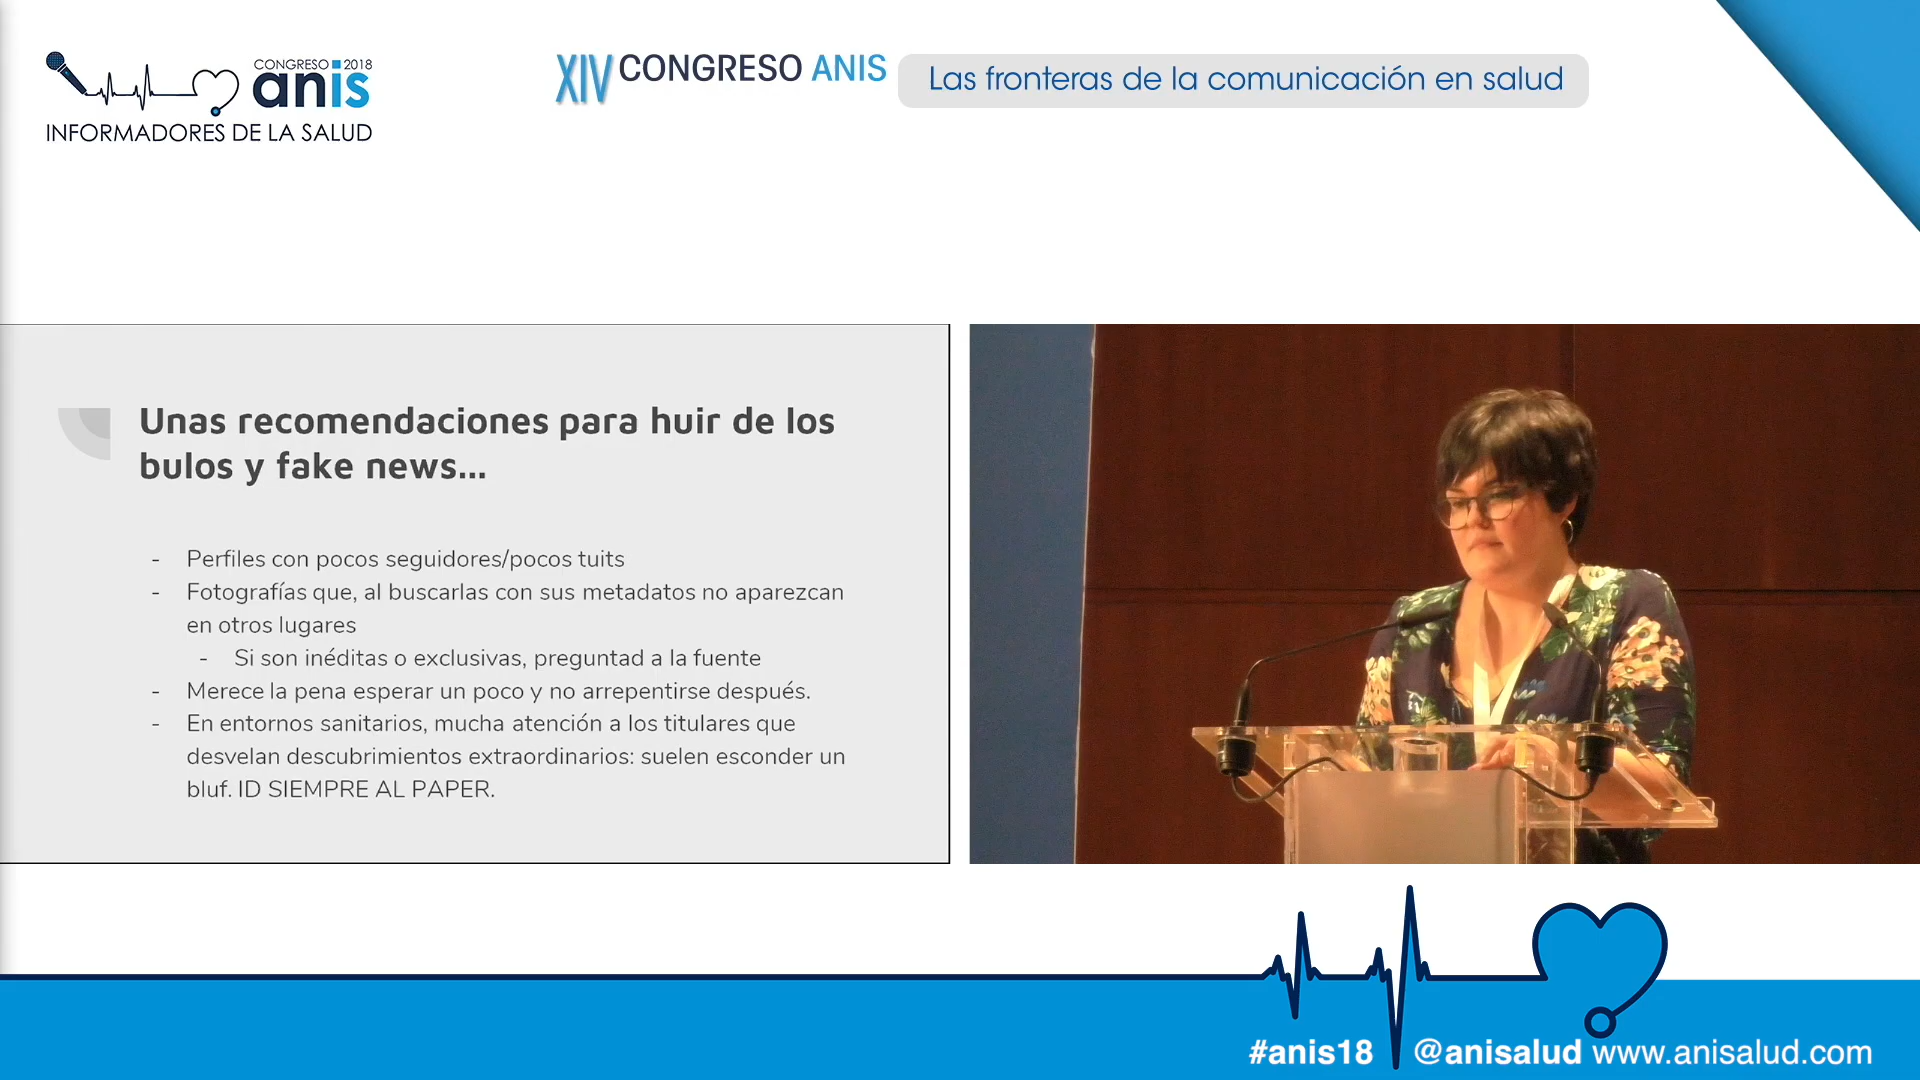 CONGRESO 2018
anis
INFORMADORES DE LA SALUD
XIV CONGRESO ANIS
Las fronteras de la comunicación en salud
Unas recomendaciones para huir de los
bulos y fake news...
- Perfiles con pocos seguidores/pocos tuits
- Fotografías que, al buscarlas con sus metadatos no aparezcan
en otros lugares
- Si son inéditas o exclusivas, preguntad a la fuente
- Merece la pena esperar un poco y no arrepentirse después.
- En entornos sanitarios, mucha atención a los titulares que
desvelan descubrimientos extraordinarios: suelen esconder un
bluf. ID SIEMPRE AL PAPER.
#anis18 @anisalud www.anisalud.com